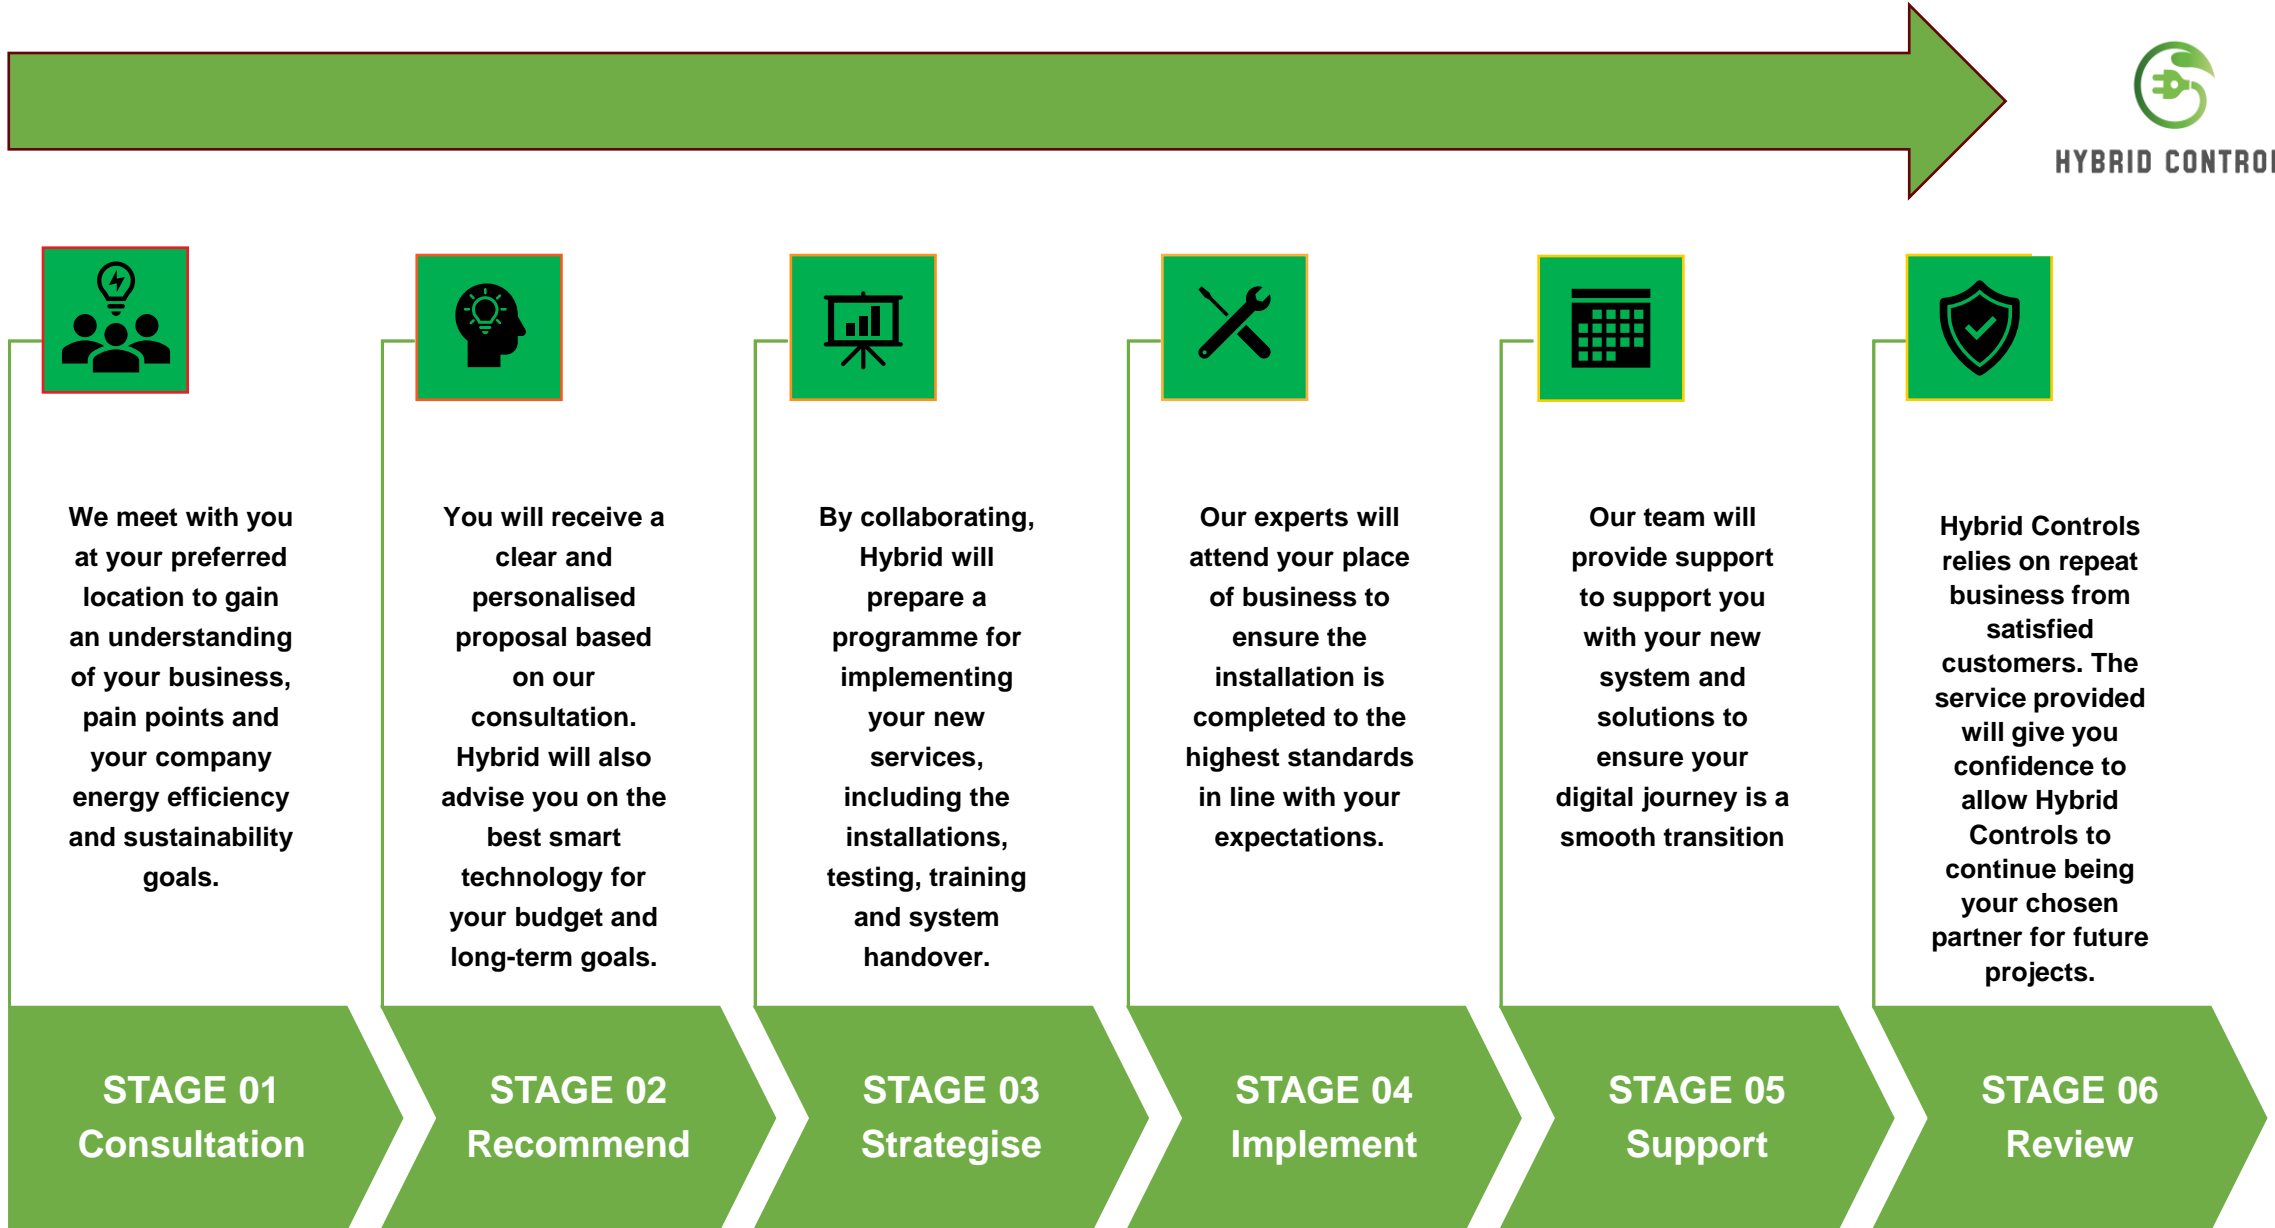 HYBRID CONTROL
We meet with you
at your preferred
location to gain
an understanding
of your business,
pain points and
your company
energy efficiency
and sustainability
goals.
You will receive a
clear and
personalised
proposal based
on our
consultation.
Hybrid will also
advise you on the
best smart
technology for
your budget and
long-term goals.
By collaborating,
Hybrid will
prepare a
programme for
implementing
your new
services,
including the
installations,
testing, training
and system
handover.
Our experts will
attend your place
of business to
ensure the
installation is
completed to the
highest standards
in line with your
expectations.
Our team will
provide support
to support you
with your new
system and
solutions to
ensure your
digital journey is a
smooth transition
Hybrid Controls
relies on repeat
business from
satisfied
customers. The
service provided
will give you
confidence to
allow Hybrid
Controls to
continue being
your chosen
partner for future
projects.
STAGE 01
Consultation
STAGE 02
Recommend
STAGE 03
Strategise
STAGE 04
Implement
STAGE 05
Support
STAGE 06
Review